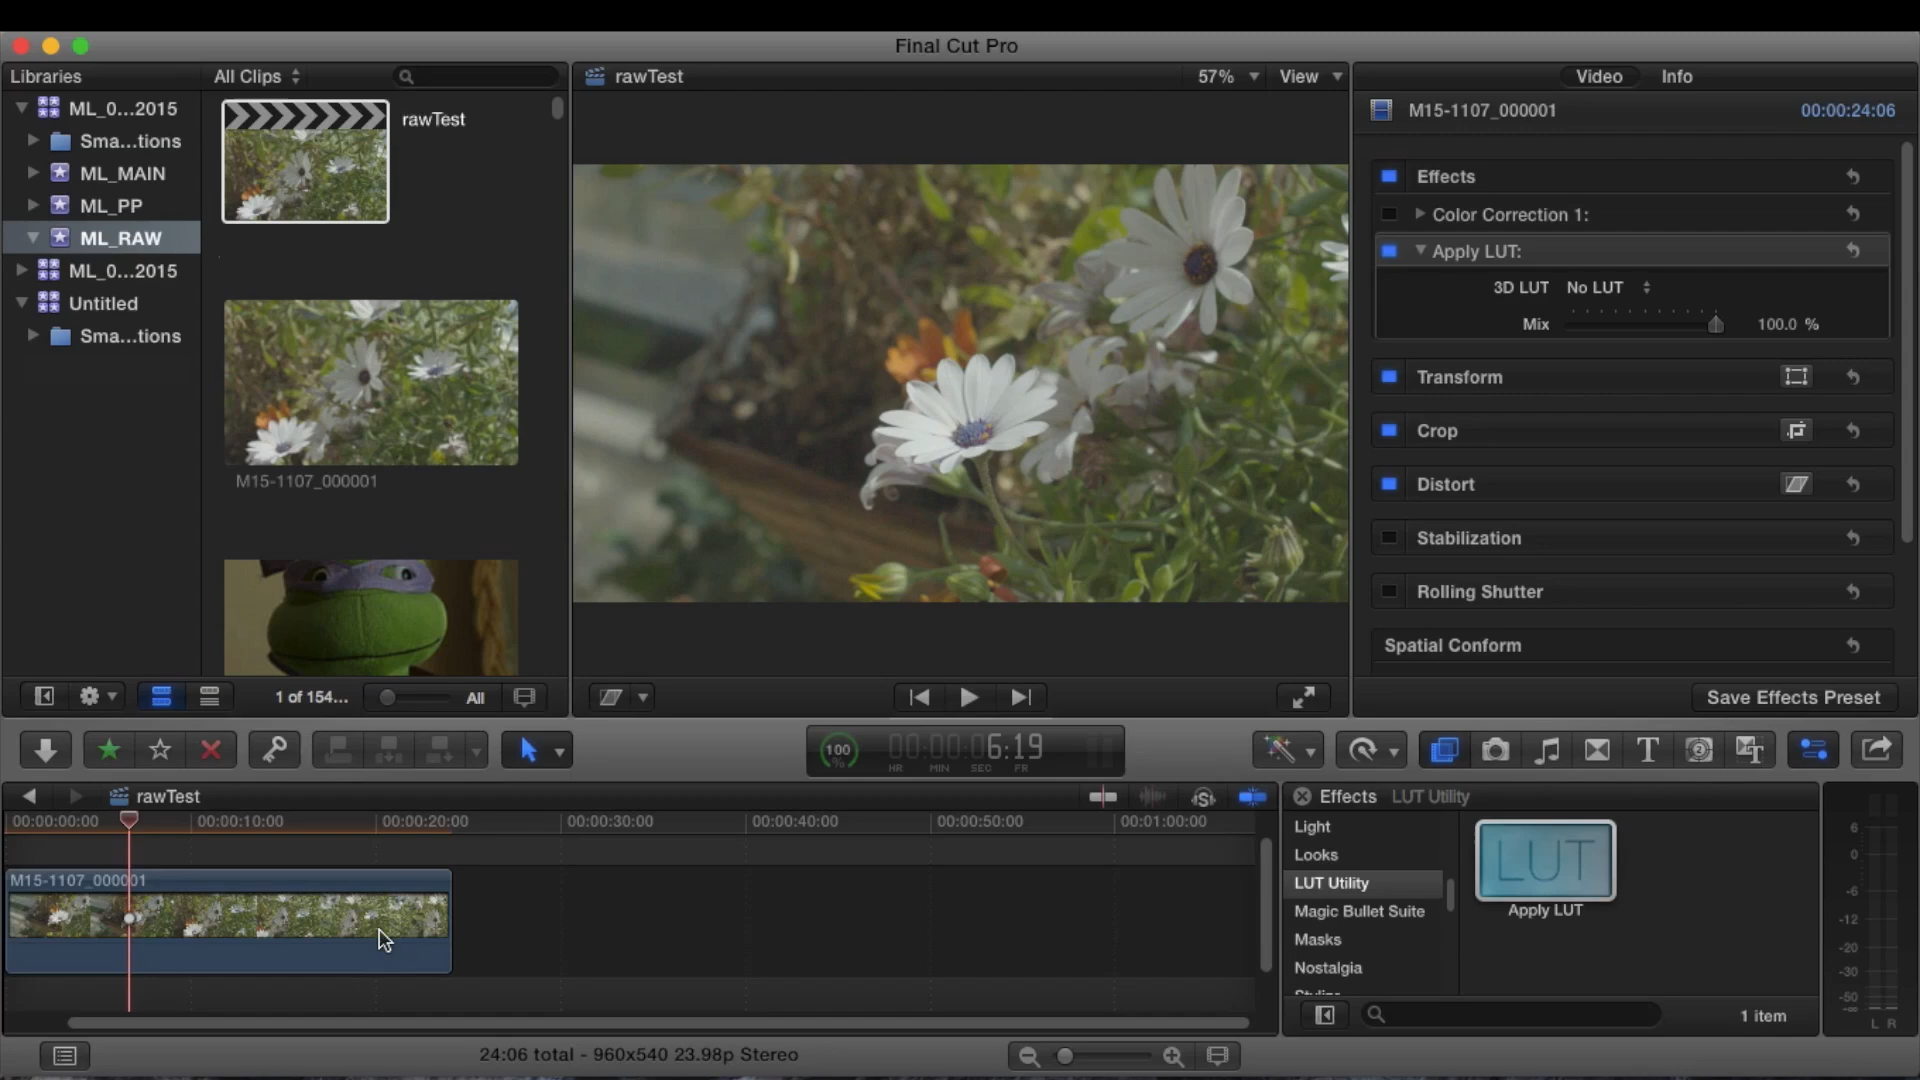 Final Cut Pro
Libraries
All Clips
rawTest
57%
View
Video
Info
ML_0...2015
Sma...tions
ML_MAIN
ML_PP
ML_RAW
ML_0...2015
Untitled
Sma...tions
rawTest
M15-1107_000001
M15-1107_000001
00:00:24:06
Effects
Color Correction 1:
Apply LUT:
3D LUT No LUT
Mix 100.0 %
Transform
Crop
Distort
Stabilization
Rolling Shutter
Spatial Conform
1 of 154...
All
Save Effects Preset
100 %
00:00:06:19
HR MIN SEC FR
rawTest
00:00:00:00
00:00:10:00
00:00:20:00
00:00:30:00
00:00:40:00
00:00:50:00
00:01:00:00
M15-1107_000001
Effects LUT Utility
Light
Looks
LUT Utility
Magic Bullet Suite
Masks
Nostalgia
LUT
Apply LUT
1 item
6
0
-6
-12
-20
-30
-50
-∞
L R
24:06 total - 960x540 23.98p Stereo